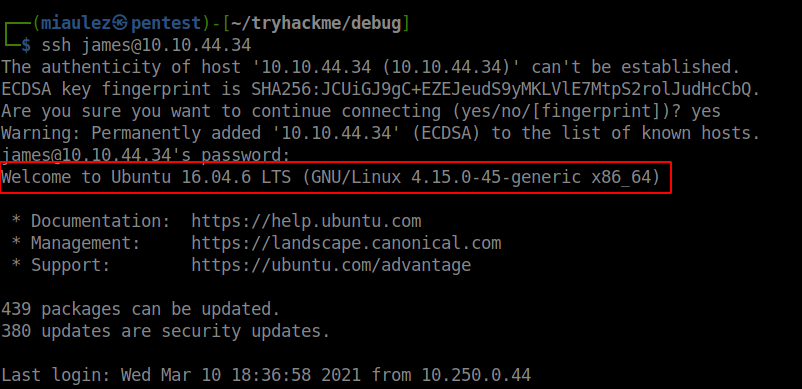 ┌──(miaulez㉿pentest)-[~/tryhackme/debug]
└─$ ssh james@10.10.44.34
The authenticity of host '10.10.44.34 (10.10.44.34)' can't be established.
ECDSA key fingerprint is SHA256:JCUiGJ9gC+EZEJeudS9yMKLVlE7MtpS2rolJudHcCbQ.
Are you sure you want to continue connecting (yes/no/[fingerprint])? yes
Warning: Permanently added '10.10.44.34' (ECDSA) to the list of known hosts.
james@10.10.44.34's password:
Welcome to Ubuntu 16.04.6 LTS (GNU/Linux 4.15.0-45-generic x86_64)
* Documentation:  https://help.ubuntu.com
* Management:     https://landscape.canonical.com
* Support:        https://ubuntu.com/advantage
439 packages can be updated.
380 updates are security updates.
Last login: Wed Mar 10 18:36:58 2021 from 10.250.0.44